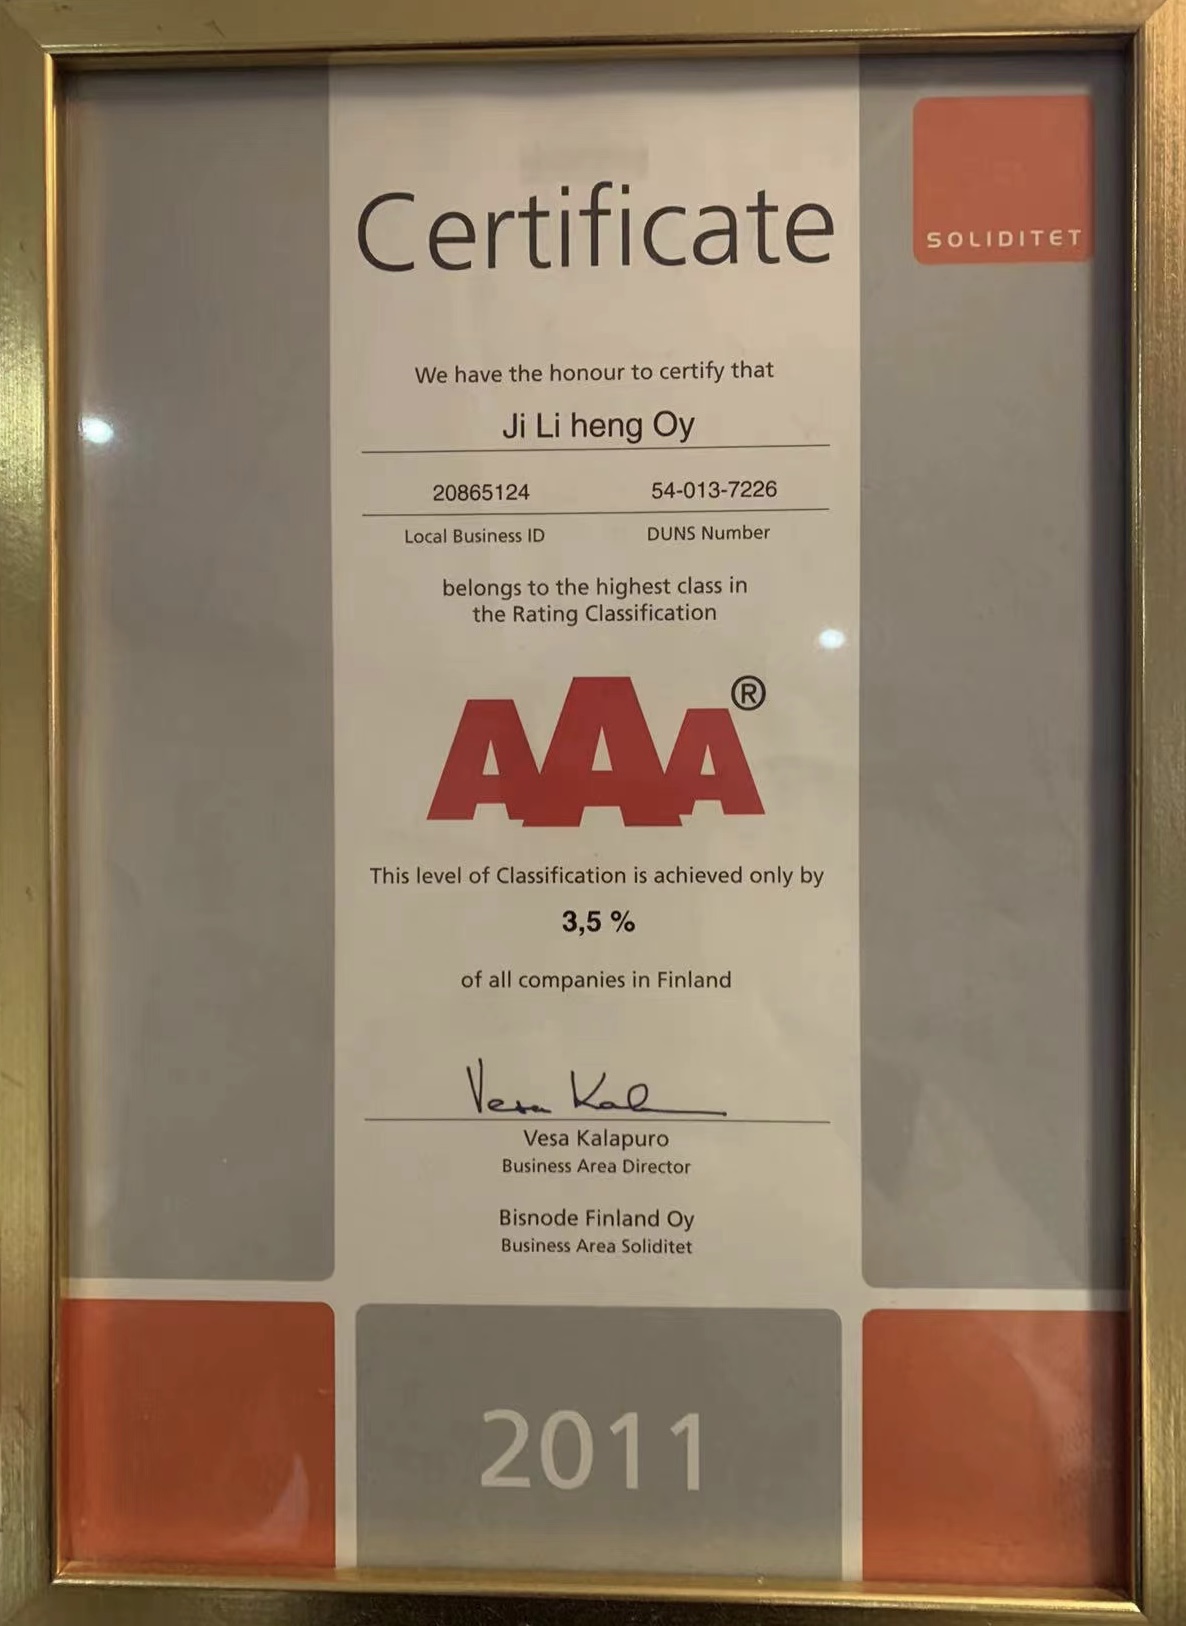 Certificate
SOLIDITET
We have the honour to certify that
Ji Li heng Oy
20865124 54-013-7226
Local Business ID DUNS Number
belongs to the highest class in
the Rating Classification
AAA®
This level of Classification is achieved only by
3,5 %
of all companies in Finland
Vesa Kal
Vesa Kalapuro
Business Area Director
Bisnode Finland Oy
Business Area Soliditet
2011